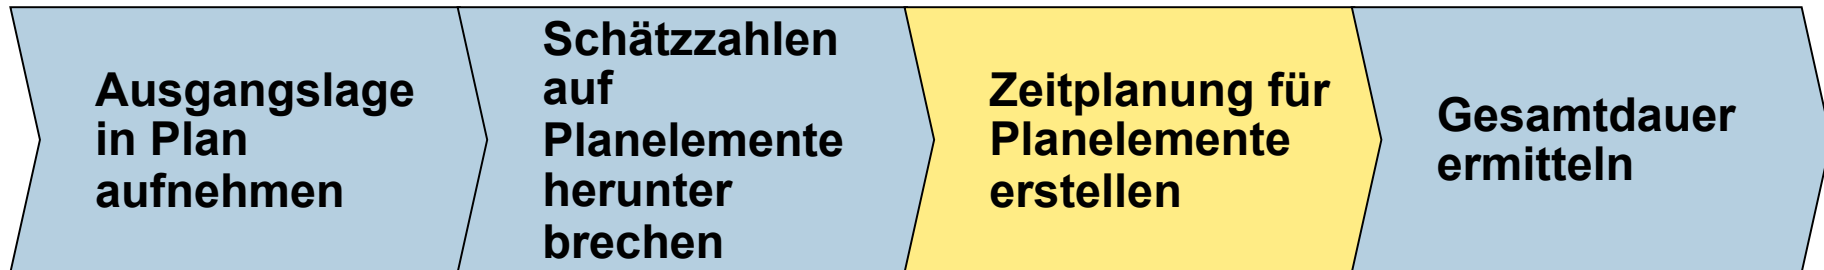 Ausgangslage
in Plan
aufnehmen
Schätzzahlen
auf
Planelemente
herunter
brechen
Zeitplanung für
Planelemente
erstellen
Gesamtdauer
ermitteln